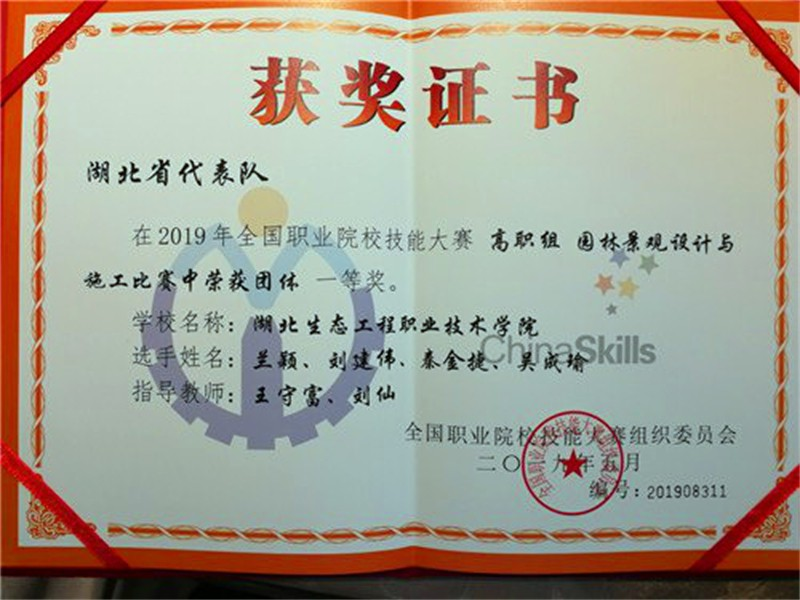 获奖证书
湖北省代表队
在2019年全国职业院校技能大赛 高职组 园林景观设计与
施工比赛中荣获团体 一等奖。
学校名称：湖北生态工程职业技术学院
选手姓名：兰颖、刘建伟、秦金捷、吴成瑜
指导教师：王守富、刘仙
ChinaSkills
全国职业院校技能大赛组织委员会
二〇一九年五月
编号：201908311